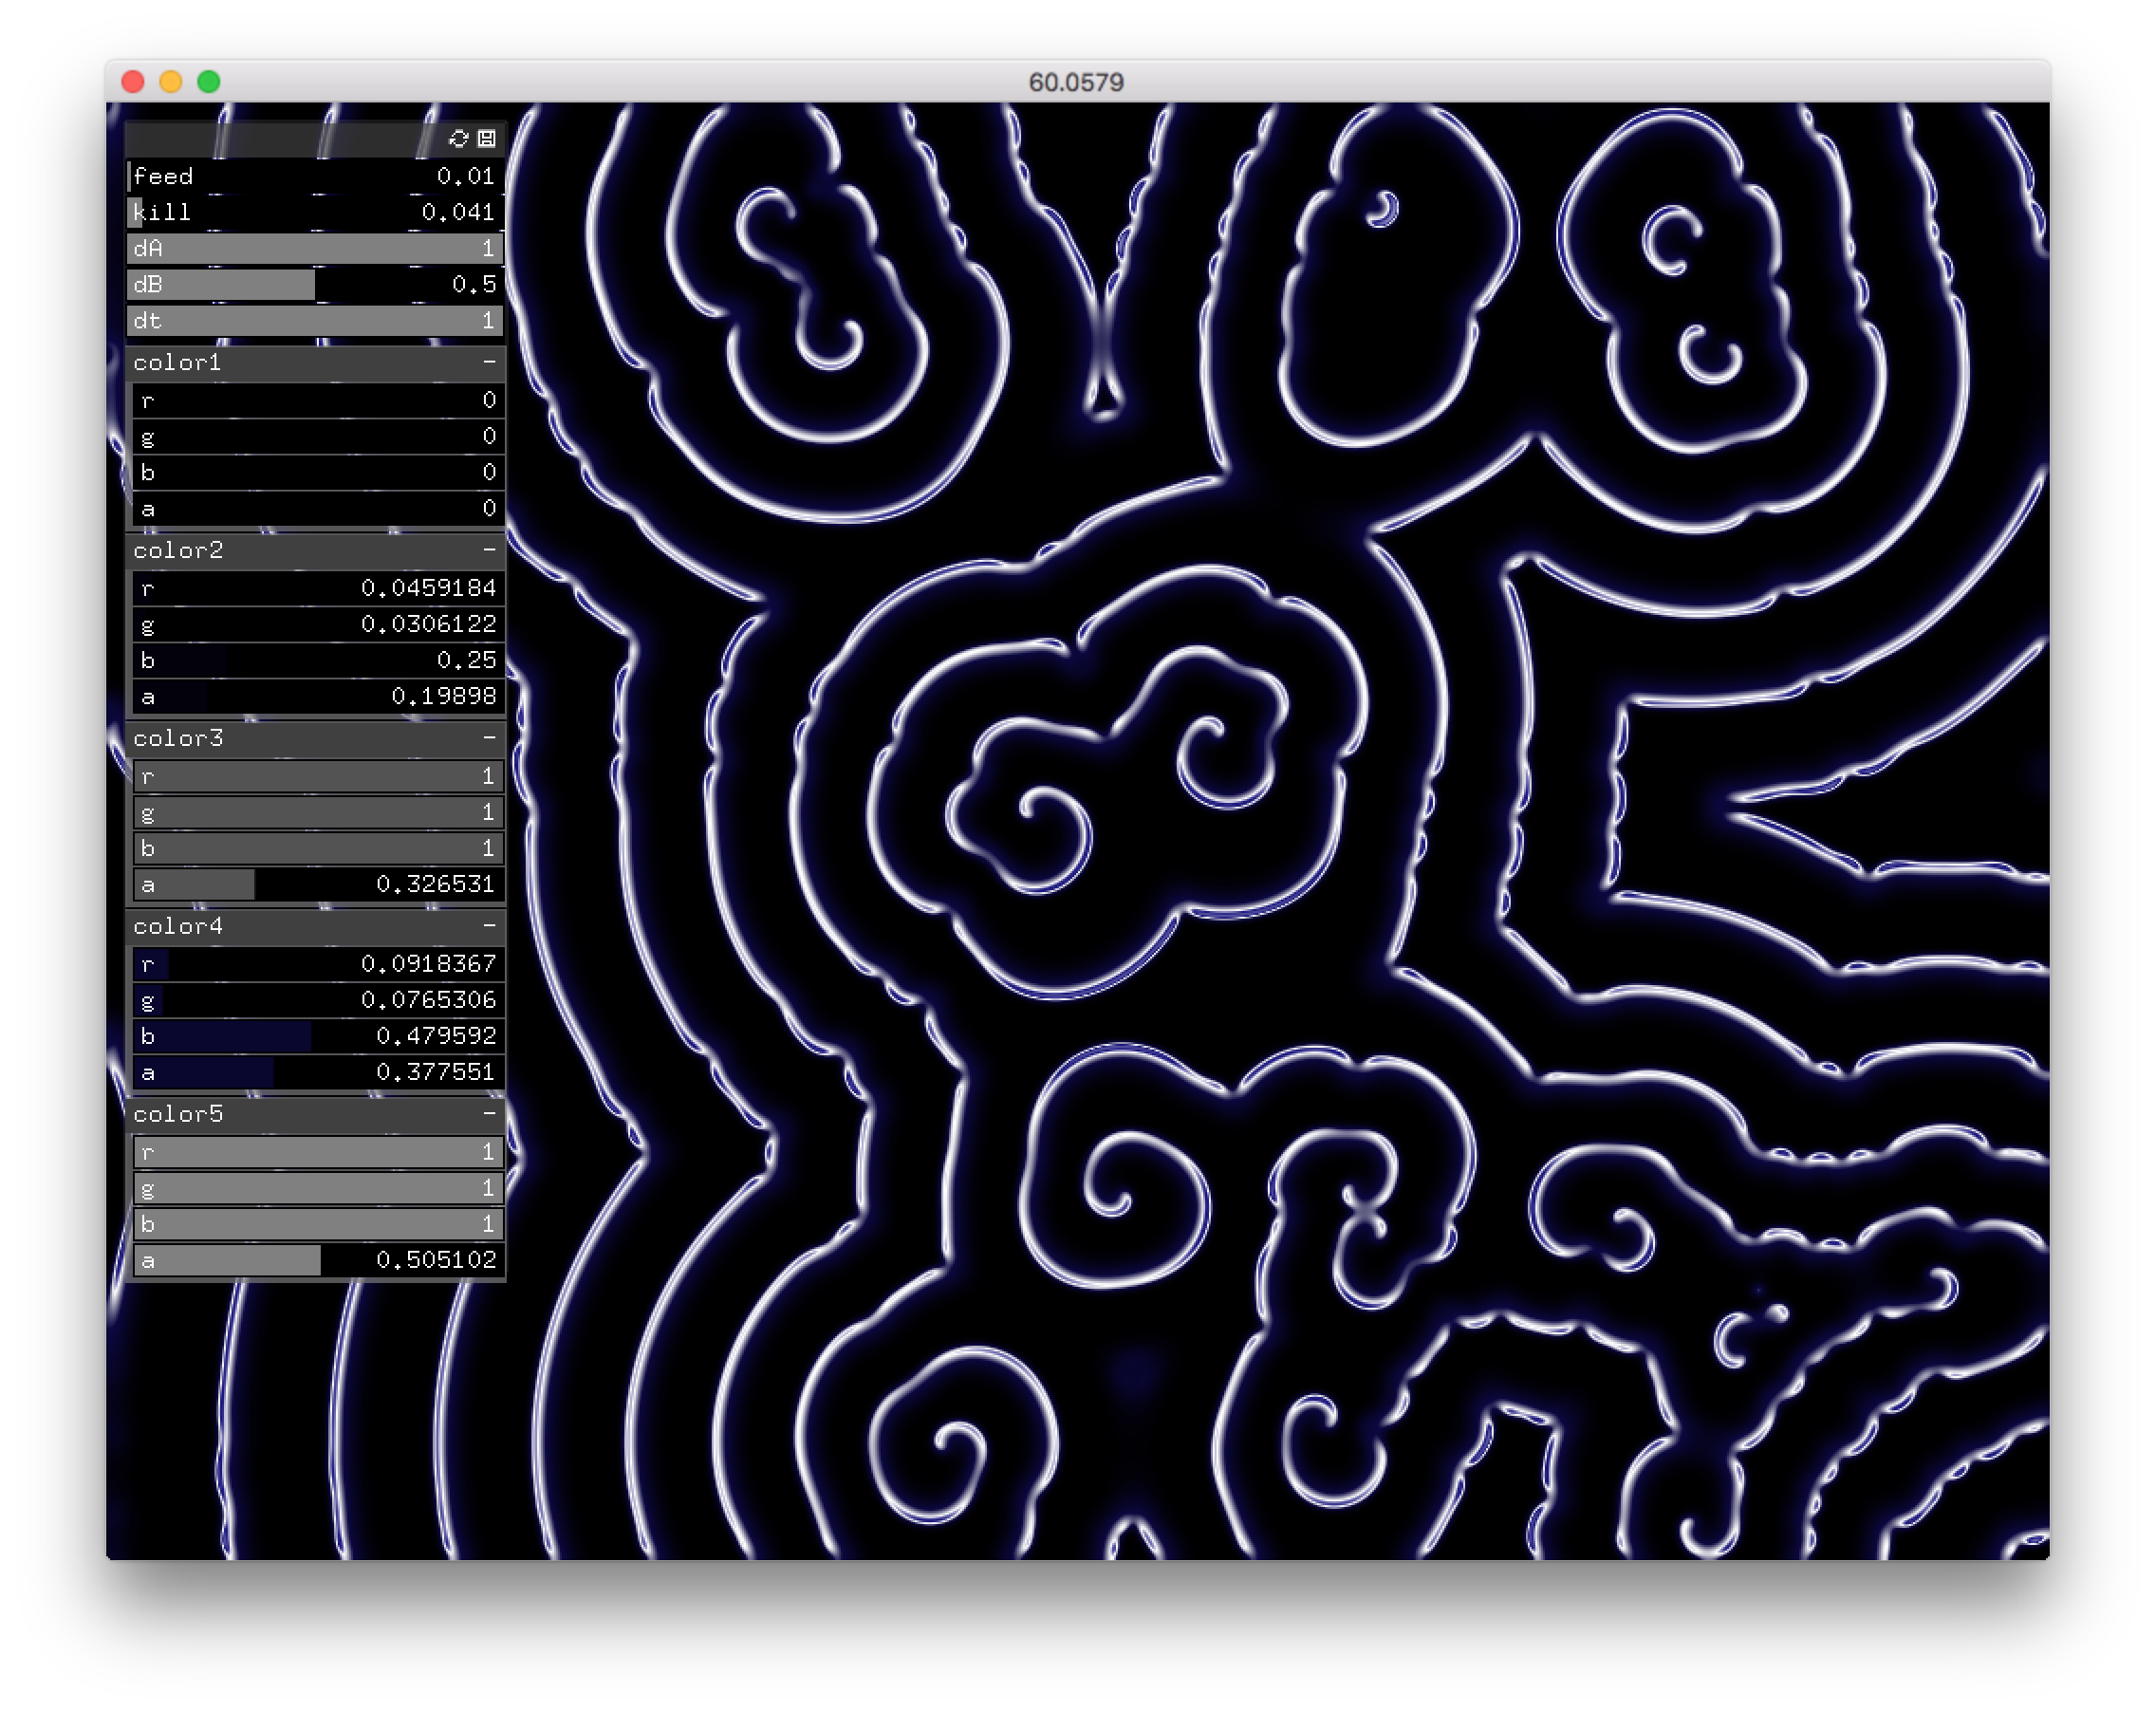 60.0579
feed 0.01
kill 0.041
dA 1
dB 0.5
dt 1
color1 -
r 0
g 0
b 0
a 0
color2 -
r 0.0459184
g 0.0306122
b 0.25
a 0.19898
color3 -
r 1
g 1
b 1
a 0.326531
color4 -
r 0.0918367
g 0.0765306
b 0.479592
a 0.377551
color5 -
r 1
g 1
b 1
a 0.505102